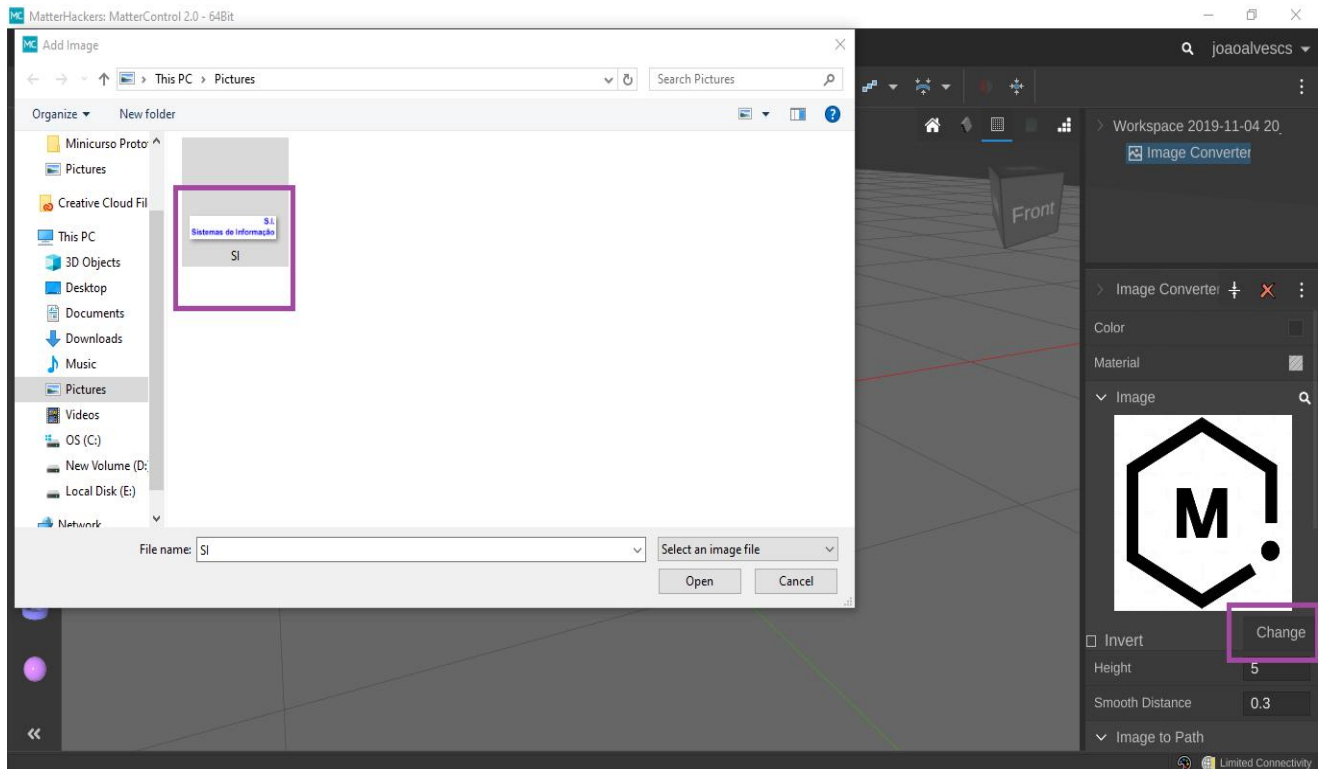 MC MatterHackers: MatterControl 2.0 - 64Bit
MC Add Image
joaoalvescs
This PC > Pictures
Search Pictures
Organize New folder
Workspace 2019-11-04 20_
Minicurso Proto
Image Converter
Pictures
Front
Creative Cloud Fil
S.I.
Sistemas de Informação
This PC
SI
3D Objects
Desktop
Image Converter
Documents
Color
Downloads
Music
Material
Pictures
Image
Videos
OS (C:)
New Volume (D:
Local Disk (E:)
M
Network
File name: SI
Select an image file
Open Cancel
Invert
Change
Height 5
Smooth Distance 0.3
Image to Path
Limited Connectivity